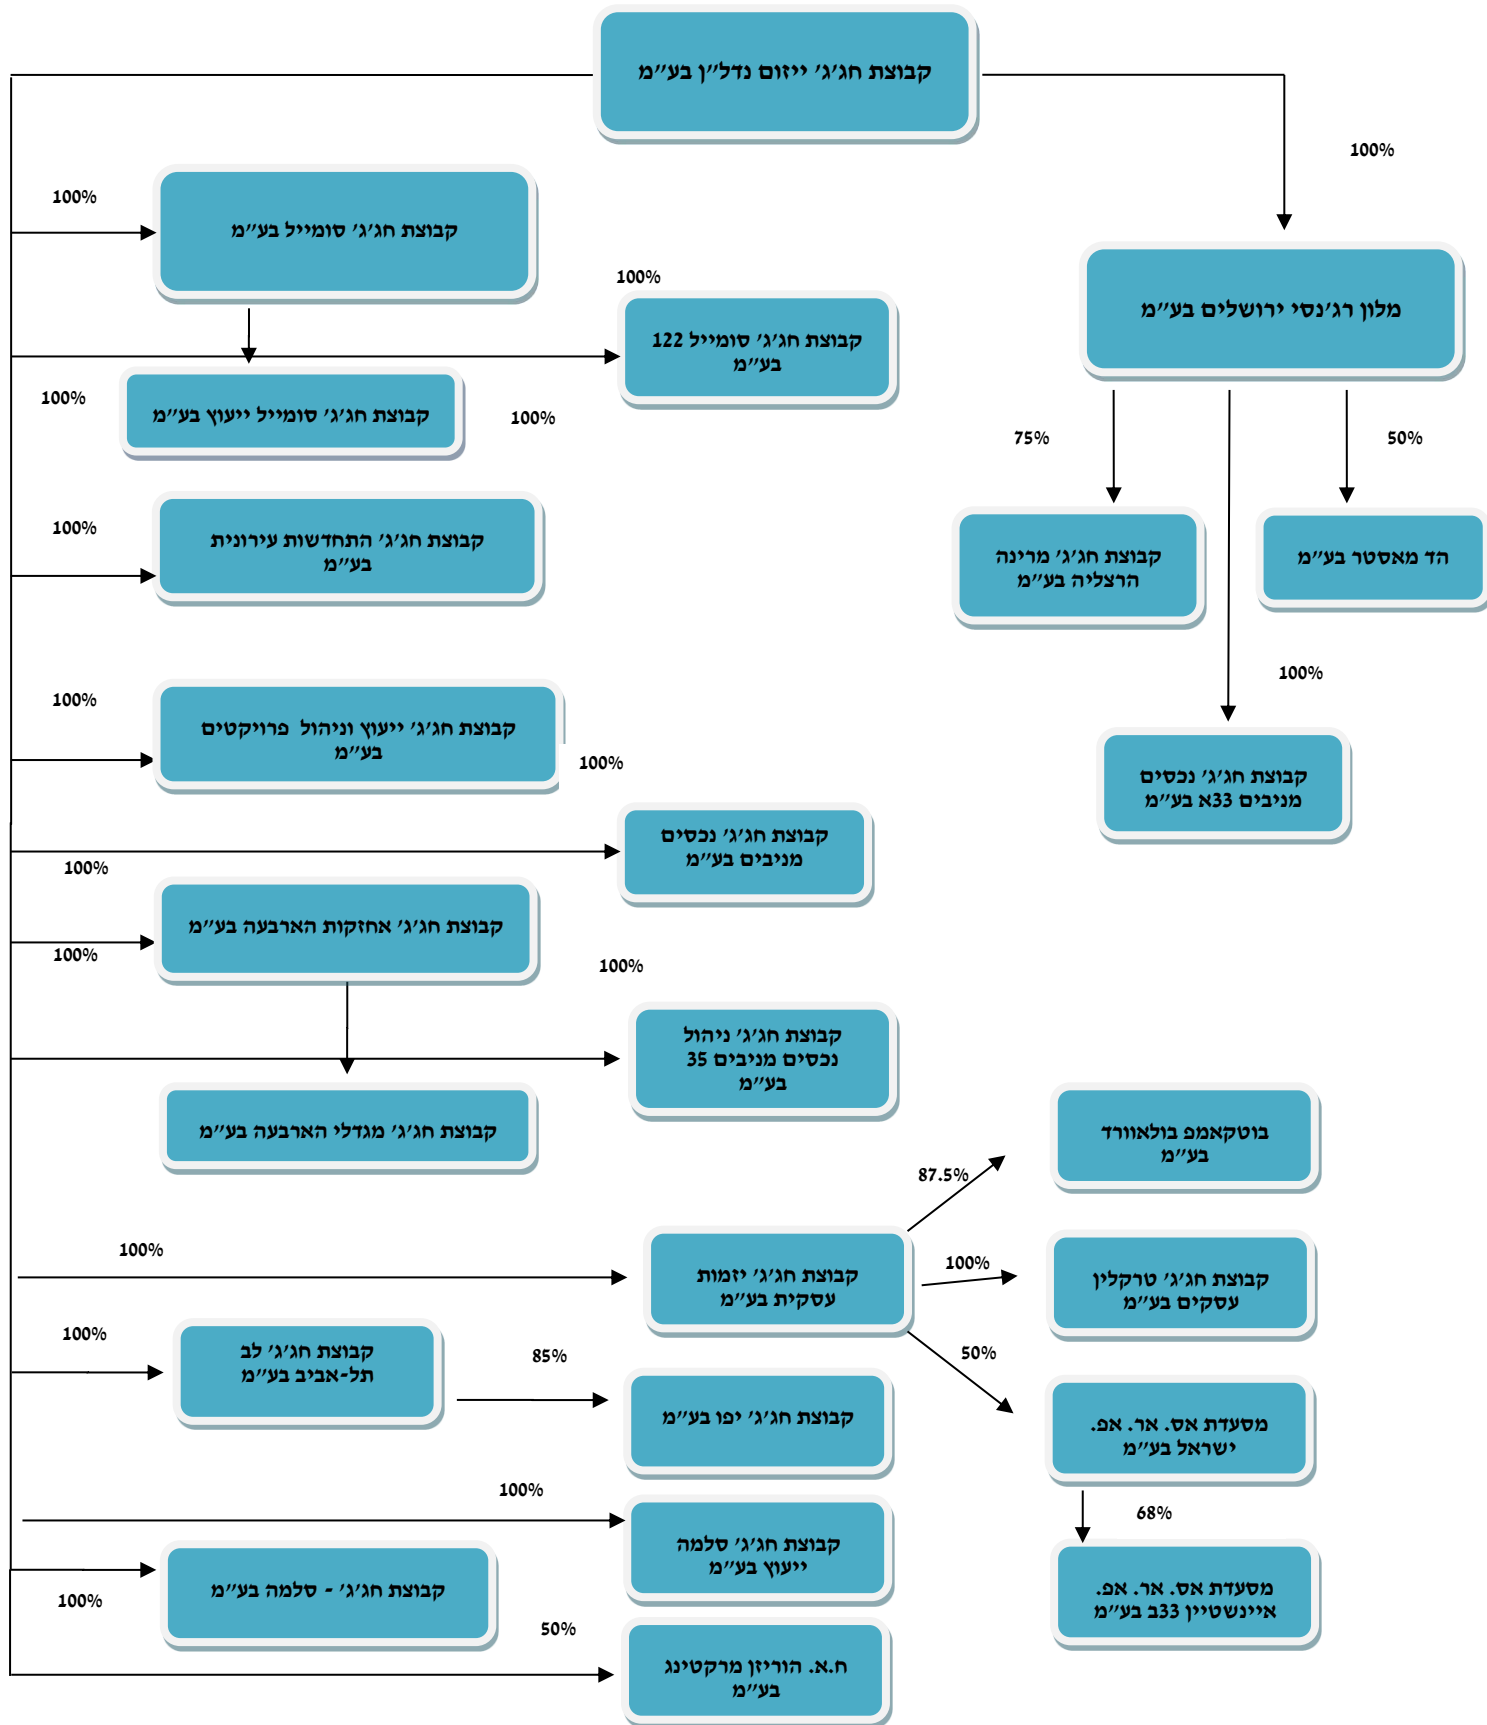 קבוצת חג'ג' ייזום נדל"ן בע"מ
100%
100%
קבוצת חג'ג' סומייל בע"מ
100%
מלון רג'נסי ירושלים בע"מ
קבוצת חג'ג' סומייל 122
בע"מ
100%
קבוצת חג'ג' סומייל ייעוץ בע"מ
100%
75%
50%
100%
קבוצת חג'ג' התחדשות עירונית
בע"מ
הד מאסטר בע"מ
קבוצת חג'ג' מרינה
הרצליה בע"מ
100%
100%
קבוצת חג'ג' ייעוץ וניהול פרויקטים
בע"מ
100%
קבוצת חג'ג' נכסים
מניבים 33א בע"מ
קבוצת חג'ג' נכסים
מניבים בע"מ
100%
קבוצת חג'ג' אחזקות הארבעה בע"מ
100%
100%
קבוצת חג'ג' ניהול
נכסים מניבים 35
בע"מ
קבוצת חג'ג' מגדלי הארבעה בע"מ
בוטקאמפ בולאוורד
בע"מ
87.5%
100%
קבוצת חג'ג' יזמות
עסקית בע"מ
100%
קבוצת חג'ג' טרקלין
עסקים בע"מ
100%
קבוצת חג'ג' לב
תל-אביב בע"מ
85%
50%
קבוצת חג'ג' יפו בע"מ
מסעדת אס. אר. אפ.
ישראל בע"מ
100%
68%
קבוצת חג'ג' סלמה
ייעוץ בע"מ
קבוצת חג'ג' - סלמה בע"מ
100%
מסעדת אס. אר. אפ.
איינשטיין 33ב בע"מ
50%
ח.א. הוריזן מרקטינג
בע"מ